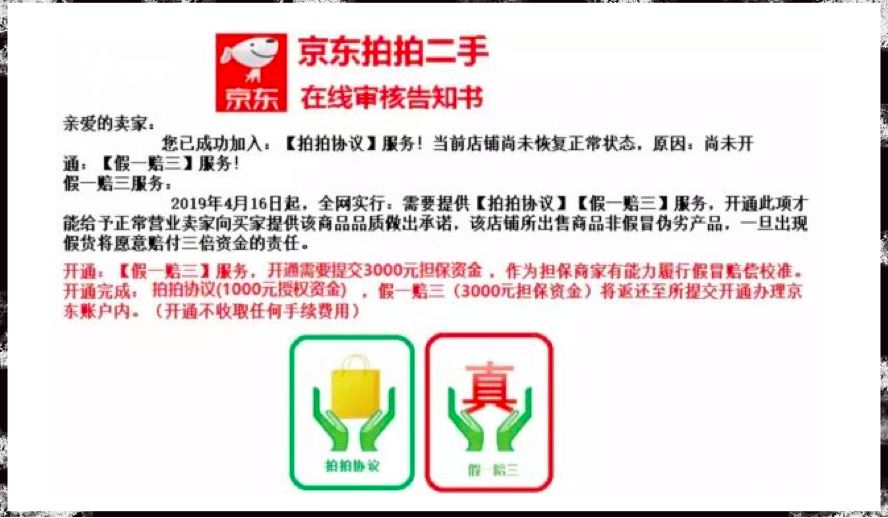 京东拍拍二手
京东
在线审核告知书
亲爱的卖家：
您已成功加入：【拍拍协议】服务！当前店铺尚未恢复正常状态，原因：尚未开
通：【假一赔三】服务！
假一赔三服务：
2019年4月16日起，全网实行：需要提供【拍拍协议】【假一赔三】服务，开通此项才
能给予正常营业卖家向买家提供该商品品质做出承诺，该店铺所出售商品非假冒伪劣产品，一旦出现
假货将愿意赔付三倍资金的责任。
开通：【假一赔三】服务，开通需要提交3000元担保资金 ，作为担保商家有能力履行假冒赔偿校准。
开通完成： 拍拍协议(1000元授权资金) ，假一赔三（3000元担保资金）将返还至所提交开通办理京
东账户内。（开通不收取任何手续费用）
真
拍拍协议
假一赔三